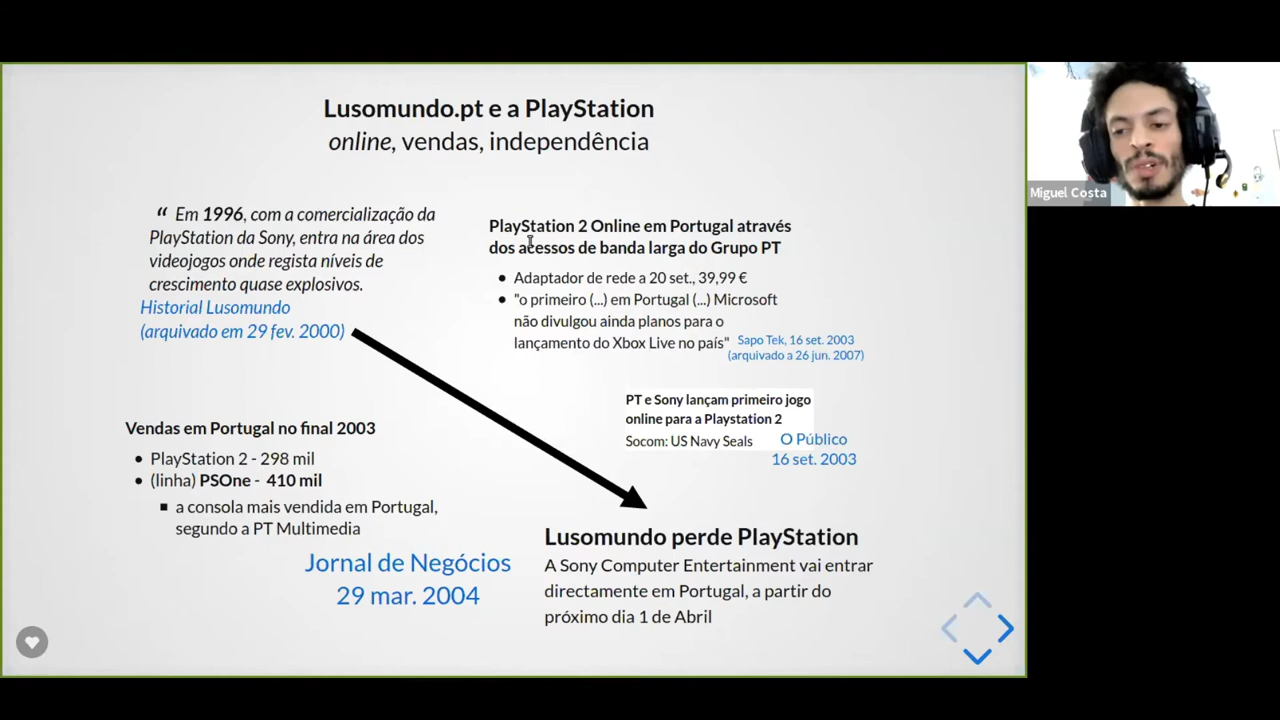 Lusomundo.pt e a PlayStation
online, vendas, independência
“ Em 1996, com a comercialização da
PlayStation da Sony, entra na área dos
videojogos onde regista níveis de
crescimento quase explosivos.
Historial Lusomundo
(arquivado em 29 fev. 2000)
PlayStation 2 Online em Portugal através
dos acessos de banda larga do Grupo PT
• Adaptador de rede a 20 set., 39,99 €
• "o primeiro (...) em Portugal (...) Microsoft
não divulgou ainda planos para o
lançamento do Xbox Live no país"
Sapo Tek, 16 set. 2003
(arquivado a 26 jun. 2007)
PT e Sony lançam primeiro jogo
online para a Playstation 2
Socom: US Navy Seals
O Público
16 set. 2003
Vendas em Portugal no final 2003
• PlayStation 2 - 298 mil
• (linha) PSOne - 410 mil
▪ a consola mais vendida em Portugal,
segundo a PT Multimedia
Jornal de Negócios
29 mar. 2004
Lusomundo perde PlayStation
A Sony Computer Entertainment vai entrar
directamente em Portugal, a partir do
próximo dia 1 de Abril
Miguel Costa